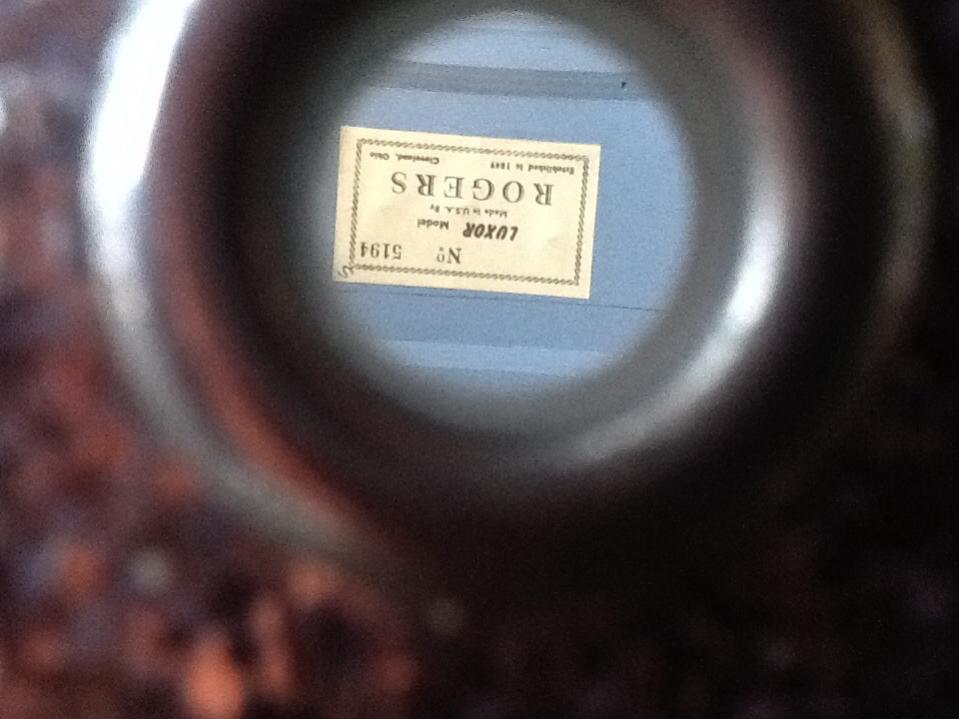 Nº 5194
LUXOR Model
Made in U.S.A. By
ROGERS
Established in 1849 Cleveland, Ohio